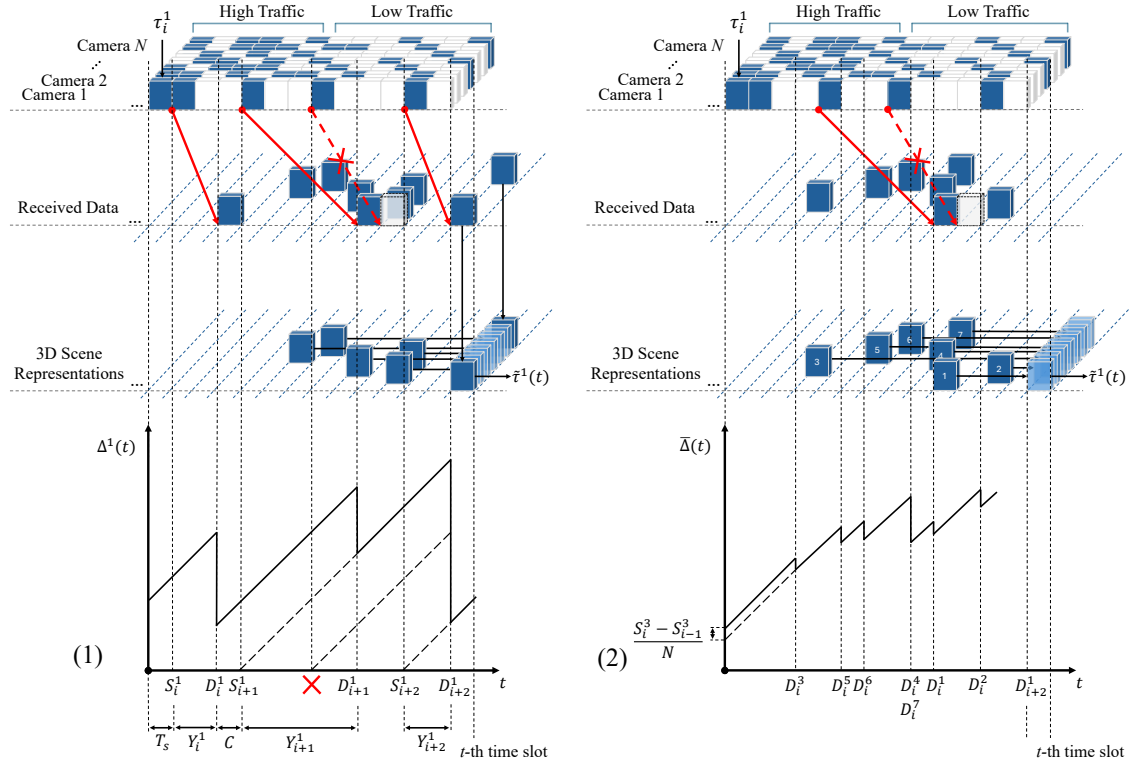 τ_i^1
High Traffic
Low Traffic
Camera N
⋰
Camera 2
Camera 1
...
Received Data
...
3D Scene
Representations
...
τ̃^1(t)
Δ^1(t)
(1)
S_i^1
D_i^1
S_{i+1}^1
D_{i+1}^1
S_{i+2}^1
D_{i+2}^1
t
T_s
Y_i^1
C
Y_{i+1}^1
Y_{i+2}^1
t-th time slot
τ_i^1
High Traffic
Low Traffic
Camera N
⋰
Camera 2
Camera 1
...
Received Data
...
7
6
5
4
3
2
1
3D Scene
Representations
...
τ̃^1(t)
Δ̅(t)
S_i^3 − S_{i−1}^3
N
(2)
D_i^3
D_i^5
D_i^6
D_i^4
D_i^1
D_i^2
D_{i+2}^1
t
D_i^7
t-th time slot